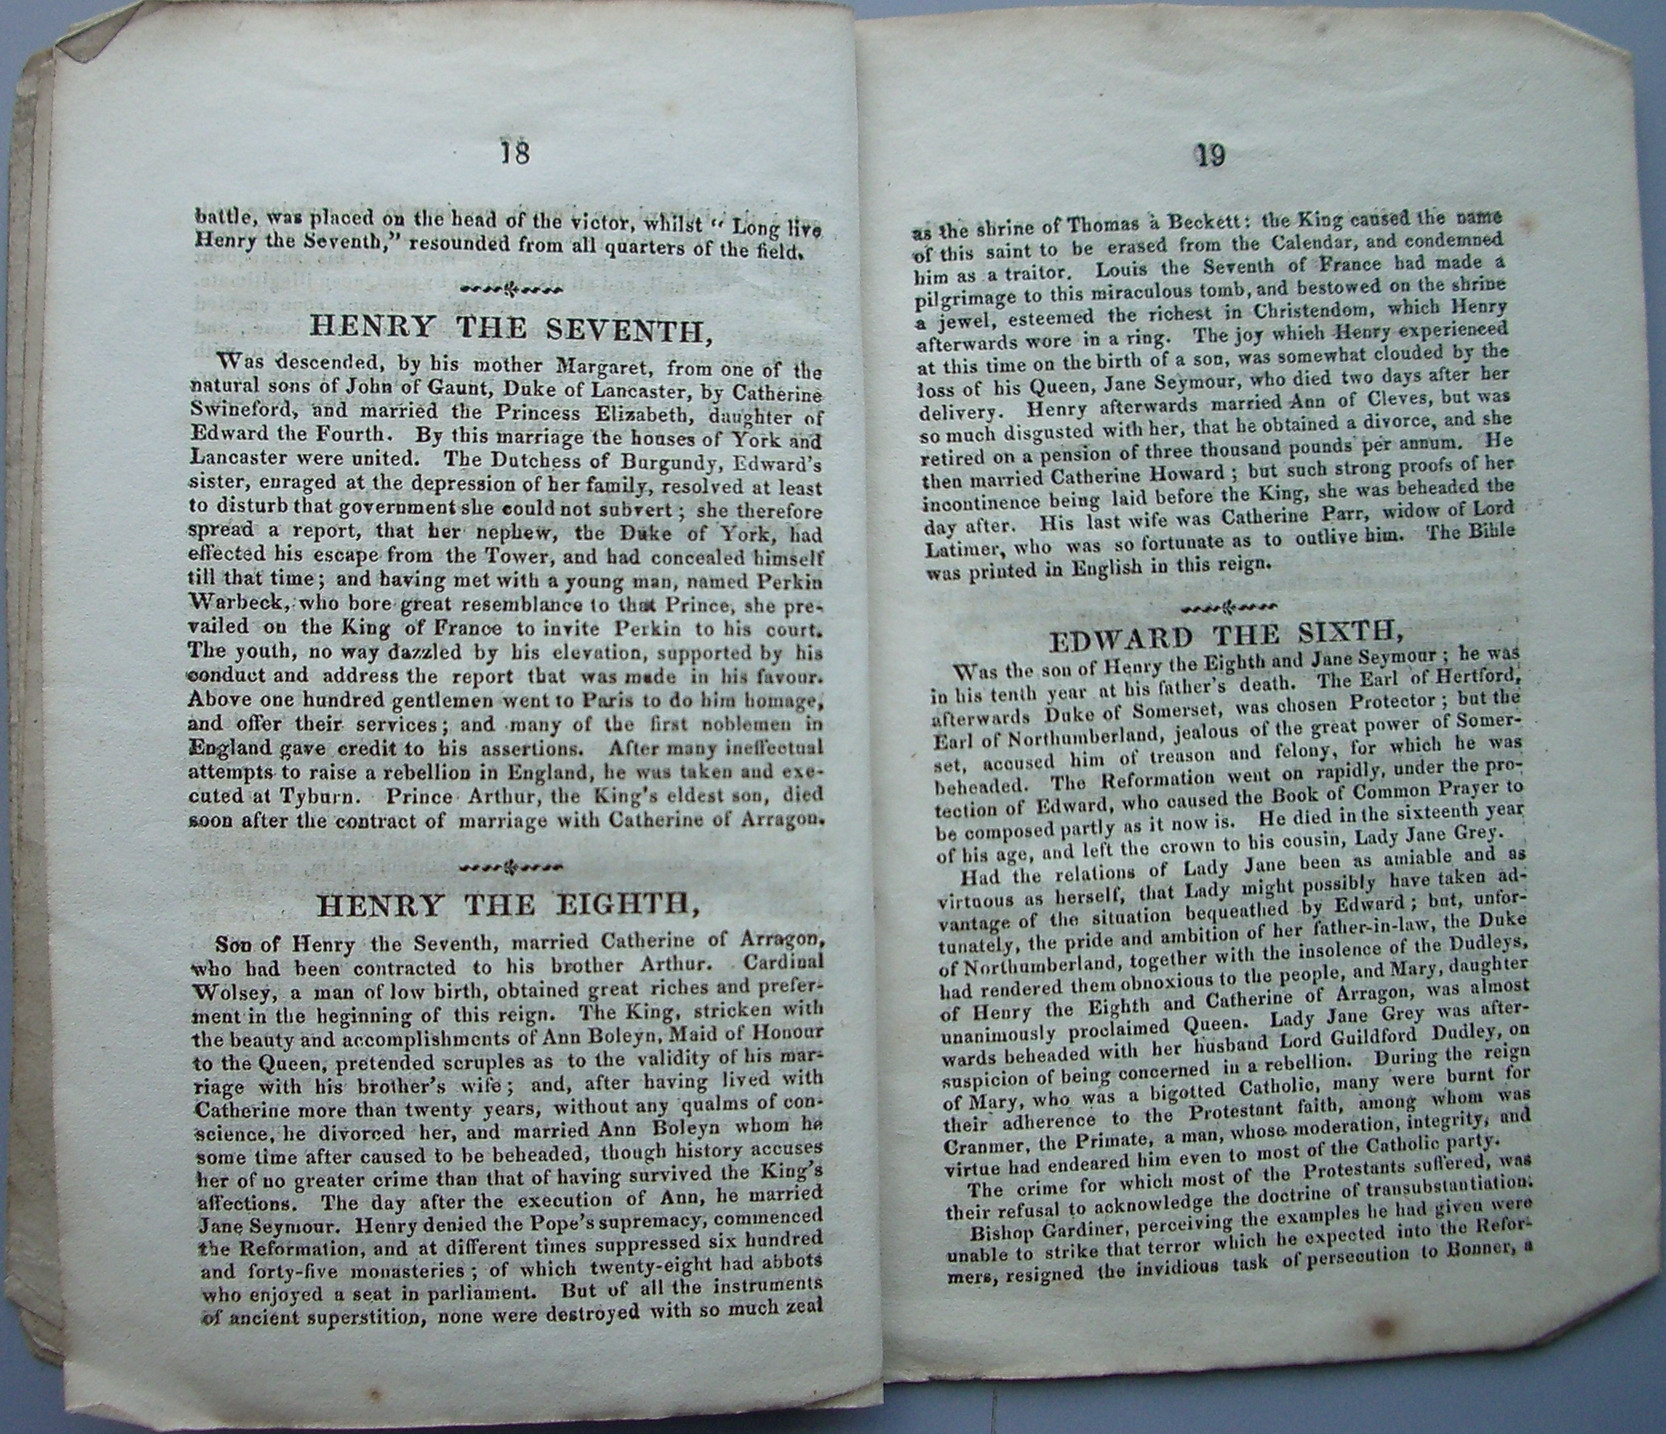 18
battle, was placed on the head of the victor, whilst “ Long live
Henry the Seventh,” resounded from all quarters of the field.
HENRY THE SEVENTH,
Was descended, by his mother Margaret, from one of the
natural sons of John of Gaunt, Duke of Lancaster, by Catherine
Swineford, and married the Princess Elizabeth, daughter of
Edward the Fourth. By this marriage the houses of York and
Lancaster were united. The Dutchess of Burgundy, Edward's
sister, enraged at the depression of her family, resolved at least
to disturb that government she could not subvert ; she therefore
spread a report, that her nephew, the Duke of York, had
effected his escape from the Tower, and had concealed himself
till that time ; and having met with a young man, named Perkin
Warbeck, who bore great resemblance to that Prince, she pre-
vailed on the King of France to invite Perkin to his court.
The youth, no way dazzled by his elevation, supported by his
conduct and address the report that was made in his favour.
Above one hundred gentlemen went to Paris to do him homage,
and offer their services ; and many of the first noblemen in
England gave credit to his assertions. After many ineffectual
attempts to raise a rebellion in England, he was taken and exe-
cuted at Tyburn. Prince Arthur, the King's eldest son, died
soon after the contract of marriage with Catherine of Arragon.
HENRY THE EIGHTH,
Son of Henry the Seventh, married Catherine of Arragon,
who had been contracted to his brother Arthur. Cardinal
Wolsey, a man of low birth, obtained great riches and prefer-
ment in the beginning of this reign. The King, stricken with
the beauty and accomplishments of Ann Boleyn, Maid of Honour
to the Queen, pretended scruples as to the validity of his mar-
riage with his brother's wife ; and, after having lived with
Catherine more than twenty years, without any qualms of con-
science, he divorced her, and married Ann Boleyn whom he
some time after caused to be beheaded, though history accuses
her of no greater crime than that of having survived the King's
affections. The day after the execution of Ann, he married
Jane Seymour. Henry denied the Pope's supremacy, commenced
the Reformation, and at different times suppressed six hundred
and forty-five monasteries ; of which twenty-eight had abbots
who enjoyed a seat in parliament. But of all the instruments
of ancient superstition, none were destroyed with so much zeal
19
as the shrine of Thomas à Beckett : the King caused the name
of this saint to be erased from the Calendar, and condemned
him as a traitor. Louis the Seventh of France had made a
pilgrimage to this miraculous tomb, and bestowed on the shrine
a jewel, esteemed the richest in Christendom, which Henry
afterwards wore in a ring. The joy which Henry experienced
at this time on the birth of a son, was somewhat clouded by the
loss of his Queen, Jane Seymour, who died two days after her
delivery. Henry afterwards married Ann of Cleves, but was
so much disgusted with her, that he obtained a divorce, and she
retired on a pension of three thousand pounds per annum. He
then married Catherine Howard ; but such strong proofs of her
incontinence being laid before the King, she was beheaded the
day after. His last wife was Catherine Parr, widow of Lord
Latimer, who was so fortunate as to outlive him. The Bible
was printed in English in this reign.
EDWARD THE SIXTH,
Was the son of Henry the Eighth and Jane Seymour ; he was
in his tenth year at his father's death. The Earl of Hertford,
afterwards Duke of Somerset, was chosen Protector ; but the
Earl of Northumberland, jealous of the great power of Somer-
set, accused him of treason and felony, for which he was
beheaded. The Reformation went on rapidly, under the pro-
tection of Edward, who caused the Book of Common Prayer to
be composed partly as it now is. He died in the sixteenth year
of his age, and left the crown to his cousin, Lady Jane Grey.
Had the relations of Lady Jane been as amiable and as
virtuous as herself, that Lady might possibly have taken ad-
vantage of the situation bequeathed by Edward ; but, unfor-
tunately, the pride and ambition of her father-in-law, the Duke
of Northumberland, together with the insolence of the Dudleys,
had rendered them obnoxious to the people, and Mary, daughter
of Henry the Eighth and Catherine of Arragon, was almost
unanimously proclaimed Queen. Lady Jane Grey was after-
wards beheaded with her husband Lord Guildford Dudley, on
suspicion of being concerned in a rebellion. During the reign
of Mary, who was a bigotted Catholic, many were burnt for
their adherence to the Protestant faith, among whom was
Cranmer, the Primate, a man, whose moderation, integrity, and
virtue had endeared him even to most of the Catholic party.
The crime for which most of the Protestants suffered, was
their refusal to acknowledge the doctrine of transubstantiation.
Bishop Gardiner, perceiving the examples he had given were
unable to strike that terror which he expected into the Refor-
mers, resigned the invidious task of persecution to Bonner, a